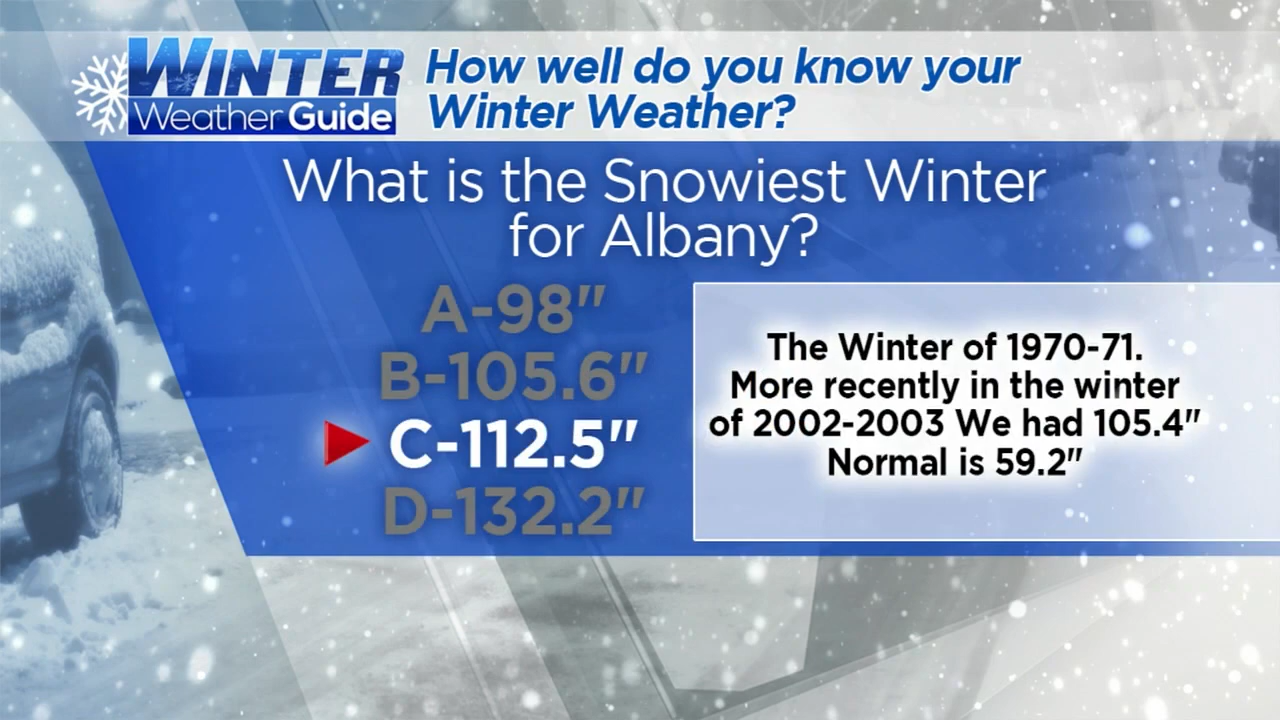 WINTER
Weather Guide
How well do you know your
Winter Weather?
What is the Snowiest Winter
for Albany?
A-98"
B-105.6"
C-112.5"
D-132.2"
The Winter of 1970-71.
More recently in the winter
of 2002-2003 We had 105.4"
Normal is 59.2"